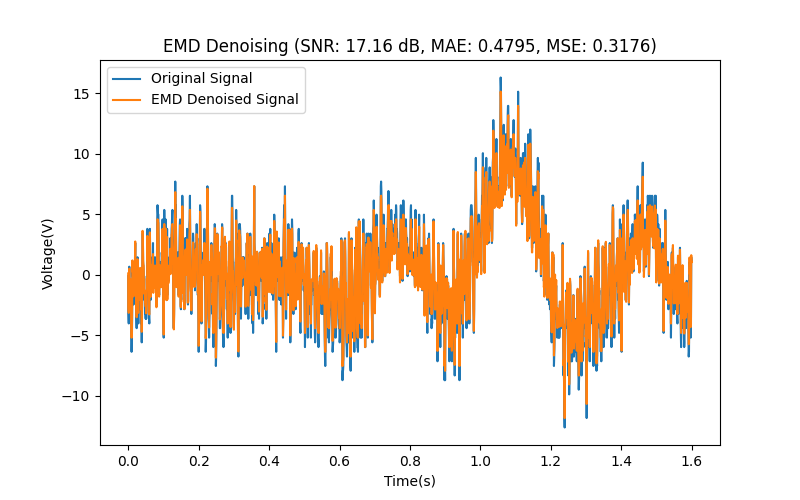 EMD Denoising (SNR: 17.16 dB, MAE: 0.4795, MSE: 0.3176)
Original Signal
EMD Denoised Signal
15
10
5
0
−5
−10
Voltage(V)
0.0 0.2 0.4 0.6 0.8 1.0 1.2 1.4 1.6
Time(s)